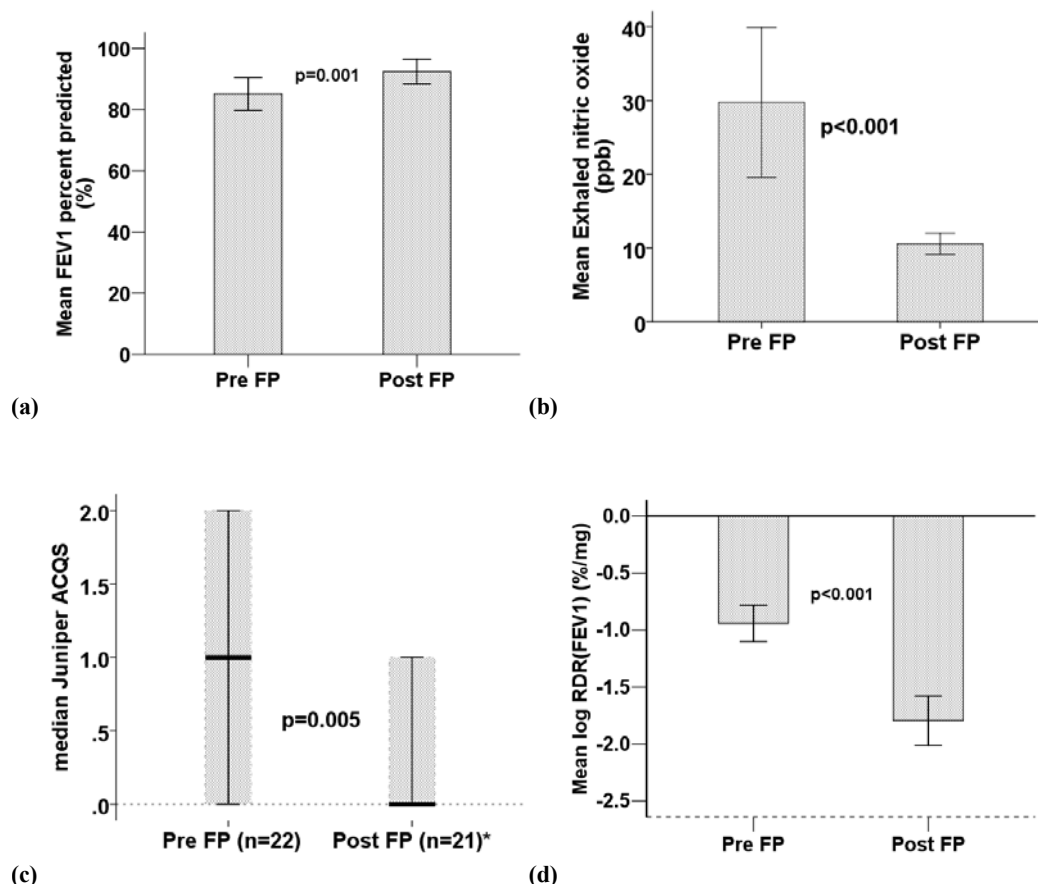 100
80
60
40
20
0
Mean FEV1 percent predicted
(%)
p=0.001
Pre FP
Post FP
(a)
40
30
20
10
0
Mean Exhaled nitric oxide
(ppb)
p<0.001
Pre FP
Post FP
(b)
2.0
1.5
1.0
.5
.0
median Juniper ACQS
p=0.005
Pre FP (n=22)
Post FP (n=21)*
(c)
0.0
-0.5
-1.0
-1.5
-2.0
-2.5
Mean log RDR(FEV1) (%/mg)
p<0.001
Pre FP
Post FP
(d)